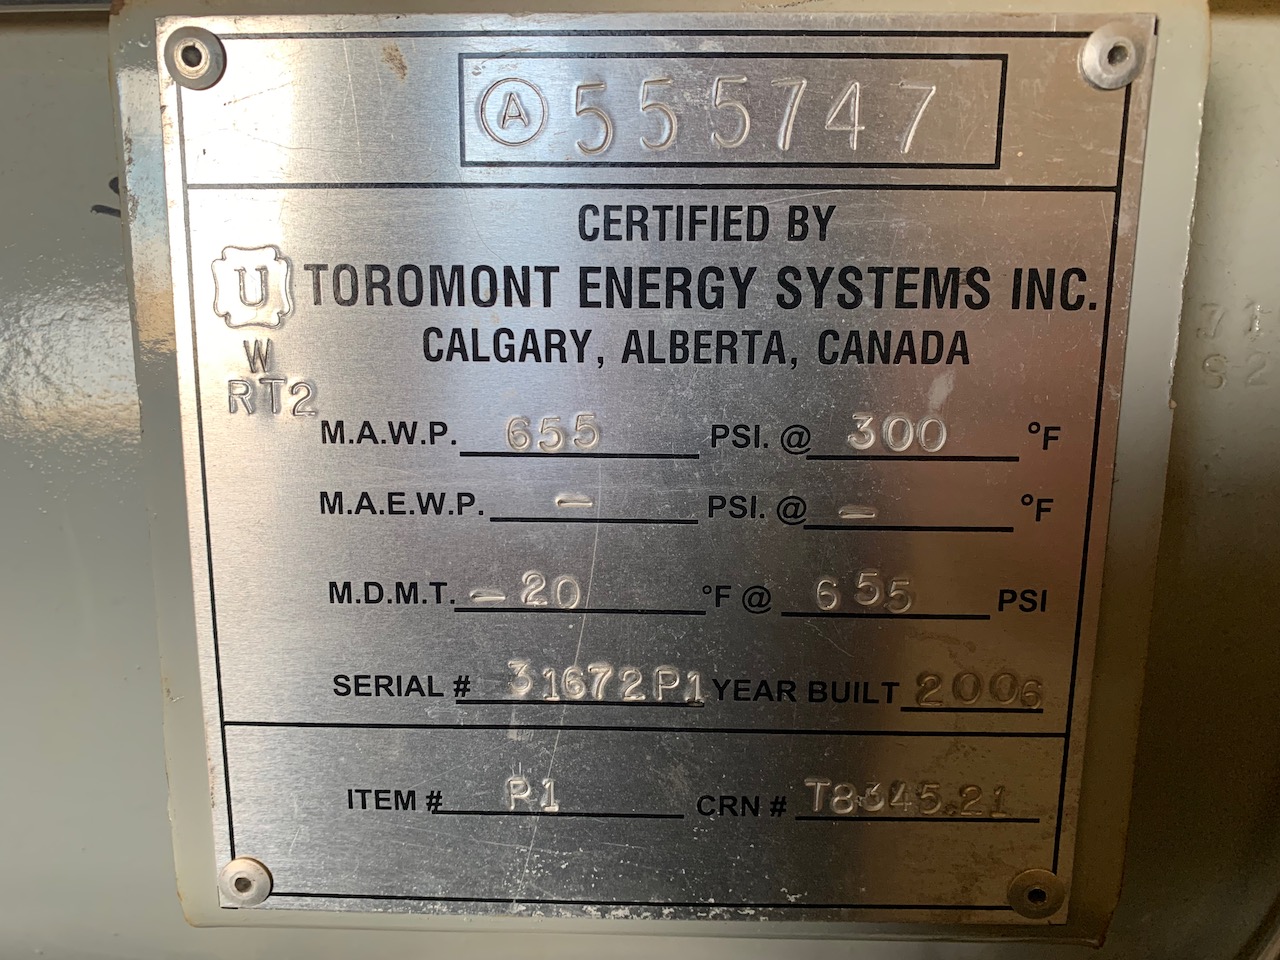 Ⓐ 555747
CERTIFIED BY
U TOROMONT ENERGY SYSTEMS INC.
W
CALGARY, ALBERTA, CANADA
RT2
M.A.W.P. 655 PSI. @ 300 °F
M.A.E.W.P. – PSI. @ – °F
M.D.M.T. -20 °F @ 655 PSI
SERIAL # 31672P1 YEAR BUILT 2006
ITEM # P1 CRN # T8345.21